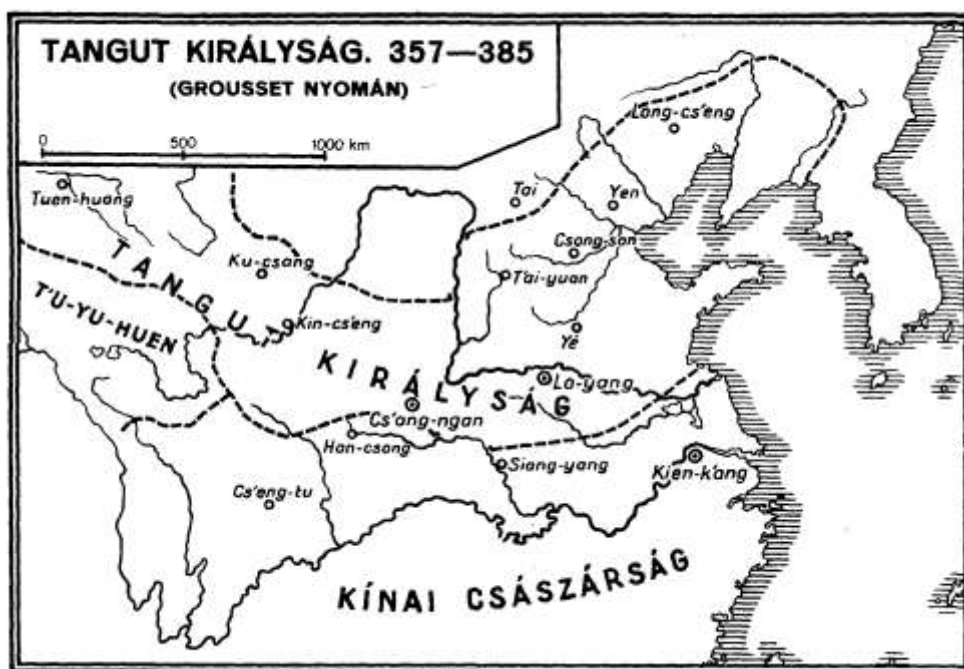 TANGUT KIRÁLYSÁG. 357—385
(GROUSSET NYOMÁN)
0 500 1000 km
Long-cs'eng
Tuen-huang
Tai
Yen
Csong-san
Ku-csang
T'ai-yuan
TANGUT
T'U-YU-HUEN
Kin-cs'eng
Yé
KIRÁLYSÁG
Lo-yang
Cs'ang-ngan
Han-csong
Siang-yang
Kien-k'ang
Cs'eng-tu
KÍNAI CSÁSZÁRSÁG